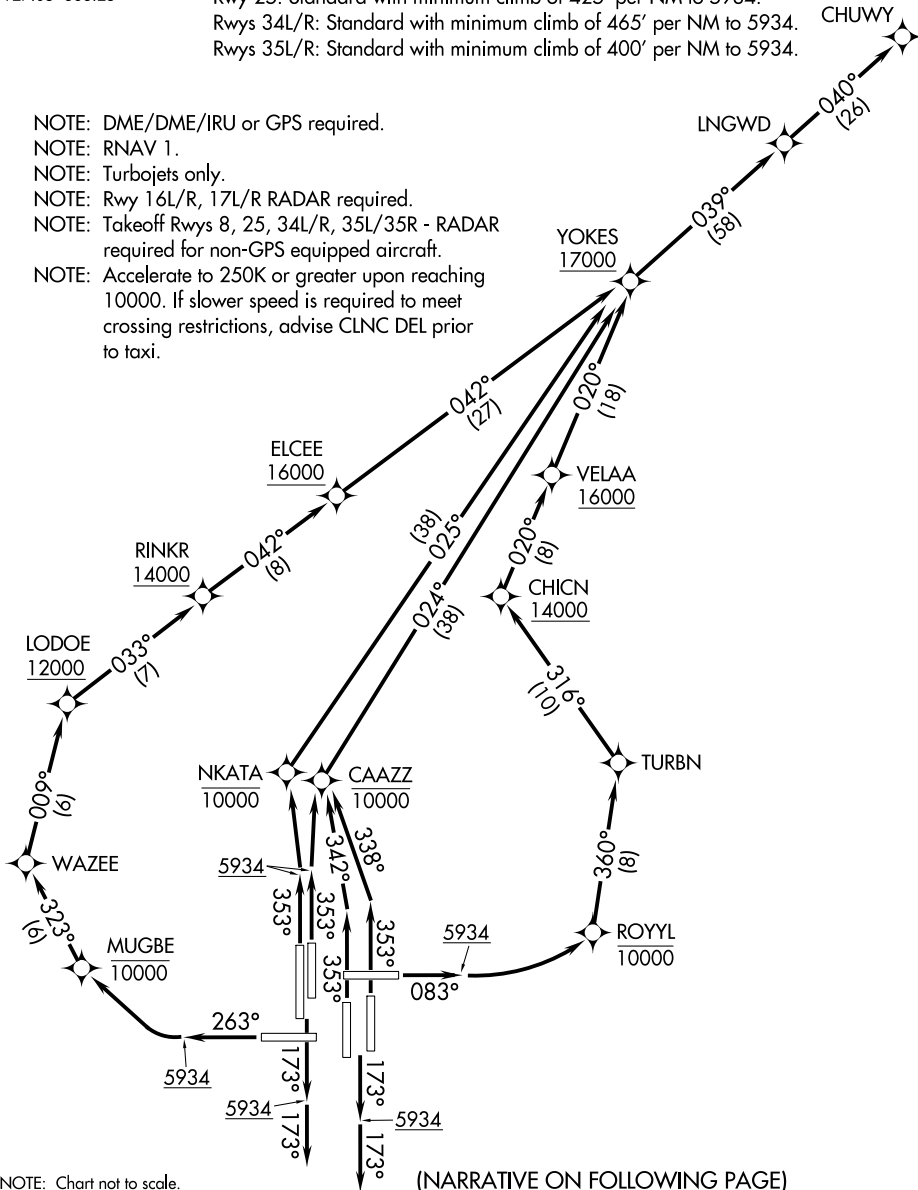 Rwys 34L/R: Standard with minimum climb of 465' per NM to 5934.
Rwys 35L/R: Standard with minimum climb of 400' per NM to 5934.
CHUWY
040°
(26)
LNGWD
039°
(58)
NOTE: DME/DME/IRU or GPS required.
NOTE: RNAV 1.
NOTE: Turbojets only.
NOTE: Rwy 16L/R, 17L/R RADAR required.
NOTE: Takeoff Rwys 8, 25, 34L/R, 35L/35R - RADAR
required for non-GPS equipped aircraft.
NOTE: Accelerate to 250K or greater upon reaching
10000. If slower speed is required to meet
crossing restrictions, advise CLNC DEL prior
to taxi.
YOKES
17000
042°
(27)
020°
(18)
ELCEE
16000
VELAA
16000
(38)
025°
024°
(38)
020°
(8)
RINKR
14000
042°
(8)
CHICN
14000
LODOE
12000
033°
(7)
316°
(10)
NKATA
10000
CAAZZ
10000
TURBN
009°
(9)
WAZEE
342°
338°
360°
(8)
5934
353°
353°
353°
353°
323°
(6)
MUGBE
10000
5934
083°
ROYYL
10000
263°
5934
173°
5934
173°
173°
5934
173°
NOTE: Chart not to scale.
(NARRATIVE ON FOLLOWING PAGE)